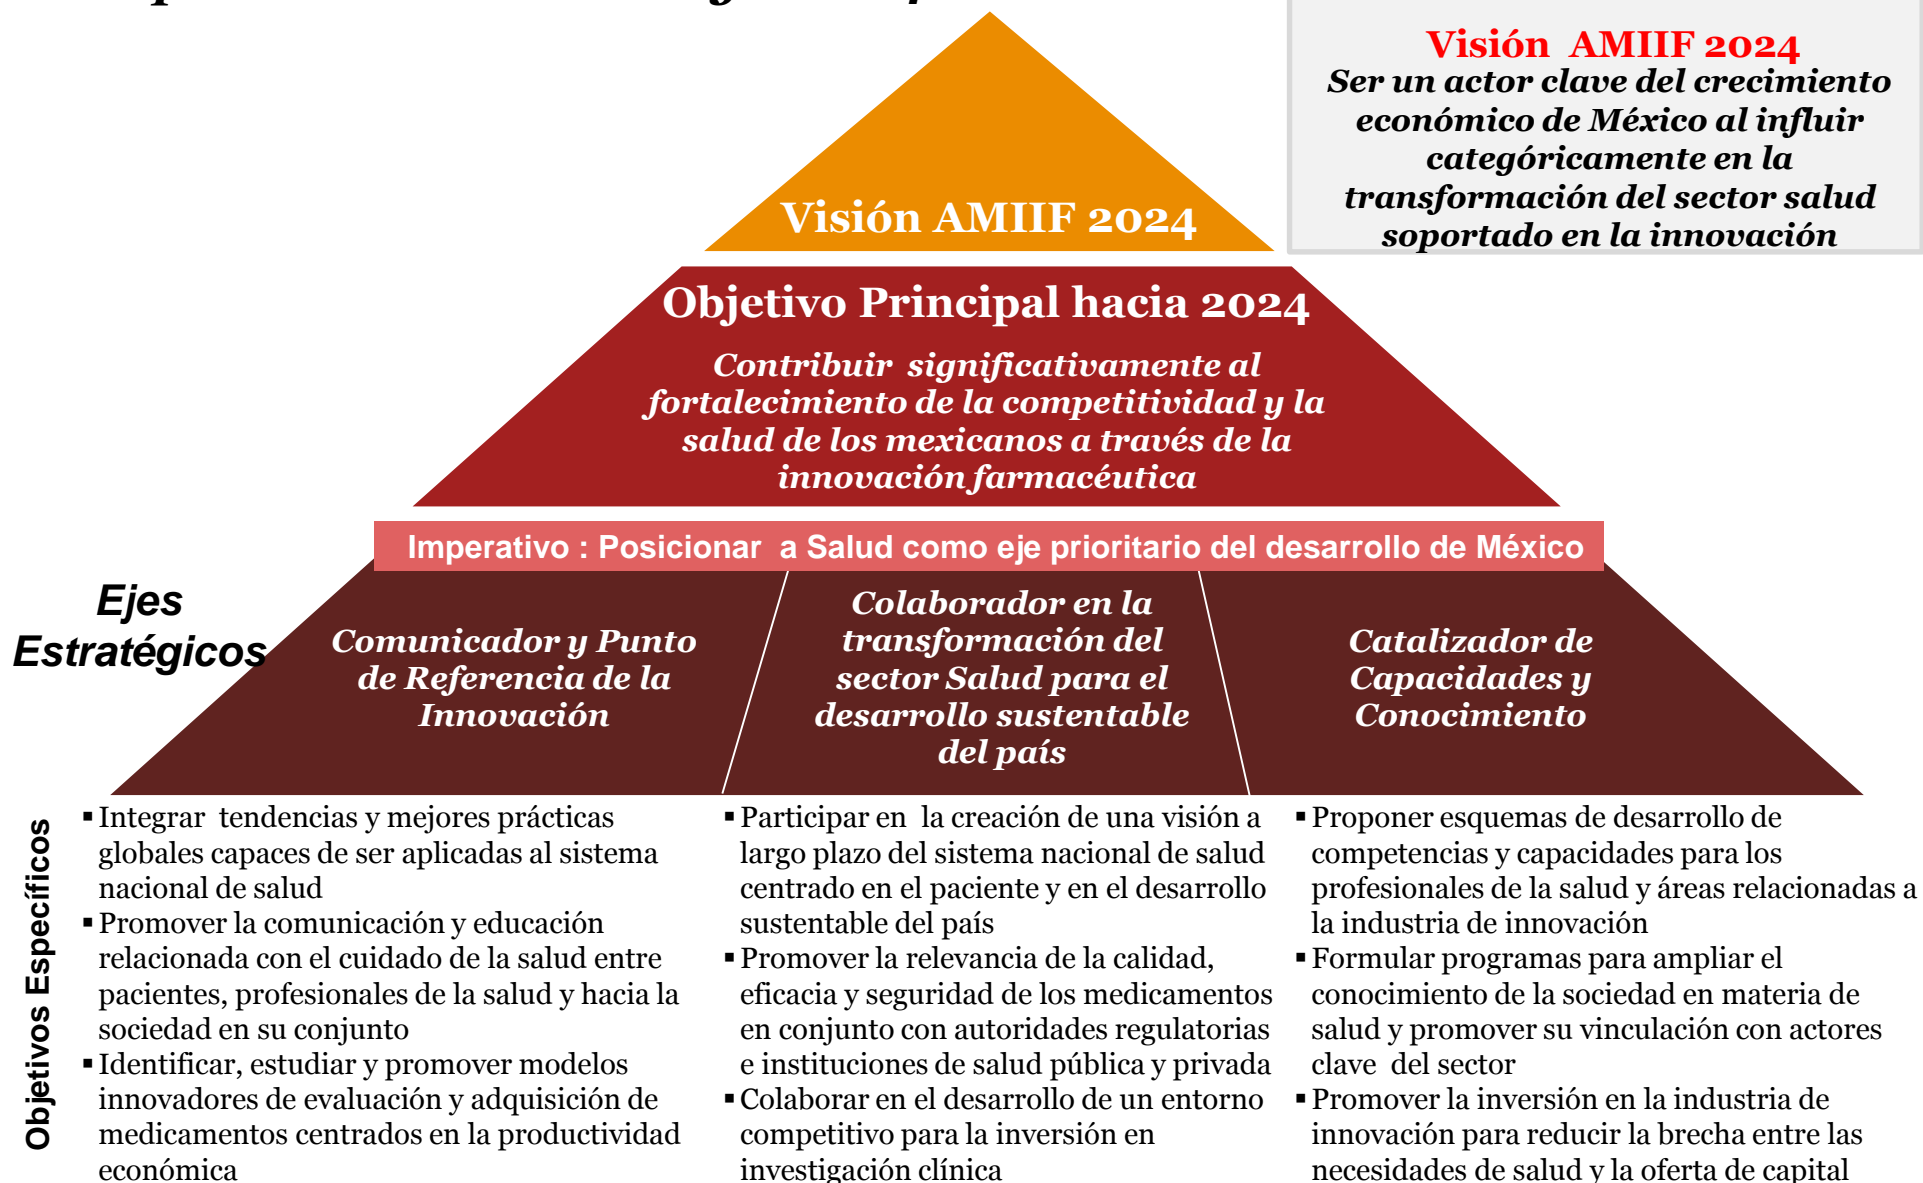 Visión  AMIIF 2024
Ser un actor clave del crecimiento
económico de México al influir
categóricamente en la
transformación del sector salud
soportado en la innovación
Visión AMIIF 2024
Objetivo Principal hacia 2024
Contribuir  significativamente al
fortalecimiento de la competitividad y la
salud de los mexicanos a través de la
innovación farmacéutica
Imperativo : Posicionar  a Salud como eje prioritario del desarrollo de México
Ejes
Estratégicos
Comunicador y Punto
de Referencia de la
Innovación
Colaborador en la
transformación del
sector Salud para el
desarrollo sustentable
del país
Catalizador de
Capacidades y
Conocimiento
Objetivos Específicos
▪Integrar  tendencias y mejores prácticas
globales capaces de ser aplicadas al sistema
nacional de salud
▪Promover la comunicación y educación
relacionada con el cuidado de la salud entre
pacientes, profesionales de la salud y hacia la
sociedad en su conjunto
▪Identificar, estudiar y promover modelos
innovadores de evaluación y adquisición de
medicamentos centrados en la productividad
económica
▪Participar en  la creación de una visión a
largo plazo del sistema nacional de salud
centrado en el paciente y en el desarrollo
sustentable del país
▪Promover la relevancia de la calidad,
eficacia y seguridad de los medicamentos
en conjunto con autoridades regulatorias
e instituciones de salud pública y privada
▪Colaborar en el desarrollo de un entorno
competitivo para la inversión en
investigación clínica
▪Proponer esquemas de desarrollo de
competencias y capacidades para los
profesionales de la salud y áreas relacionadas a
la industria de innovación
▪Formular programas para ampliar el
conocimiento de la sociedad en materia de
salud y promover su vinculación con actores
clave  del sector
▪Promover la inversión en la industria de
innovación para reducir la brecha entre las
necesidades de salud y la oferta de capital